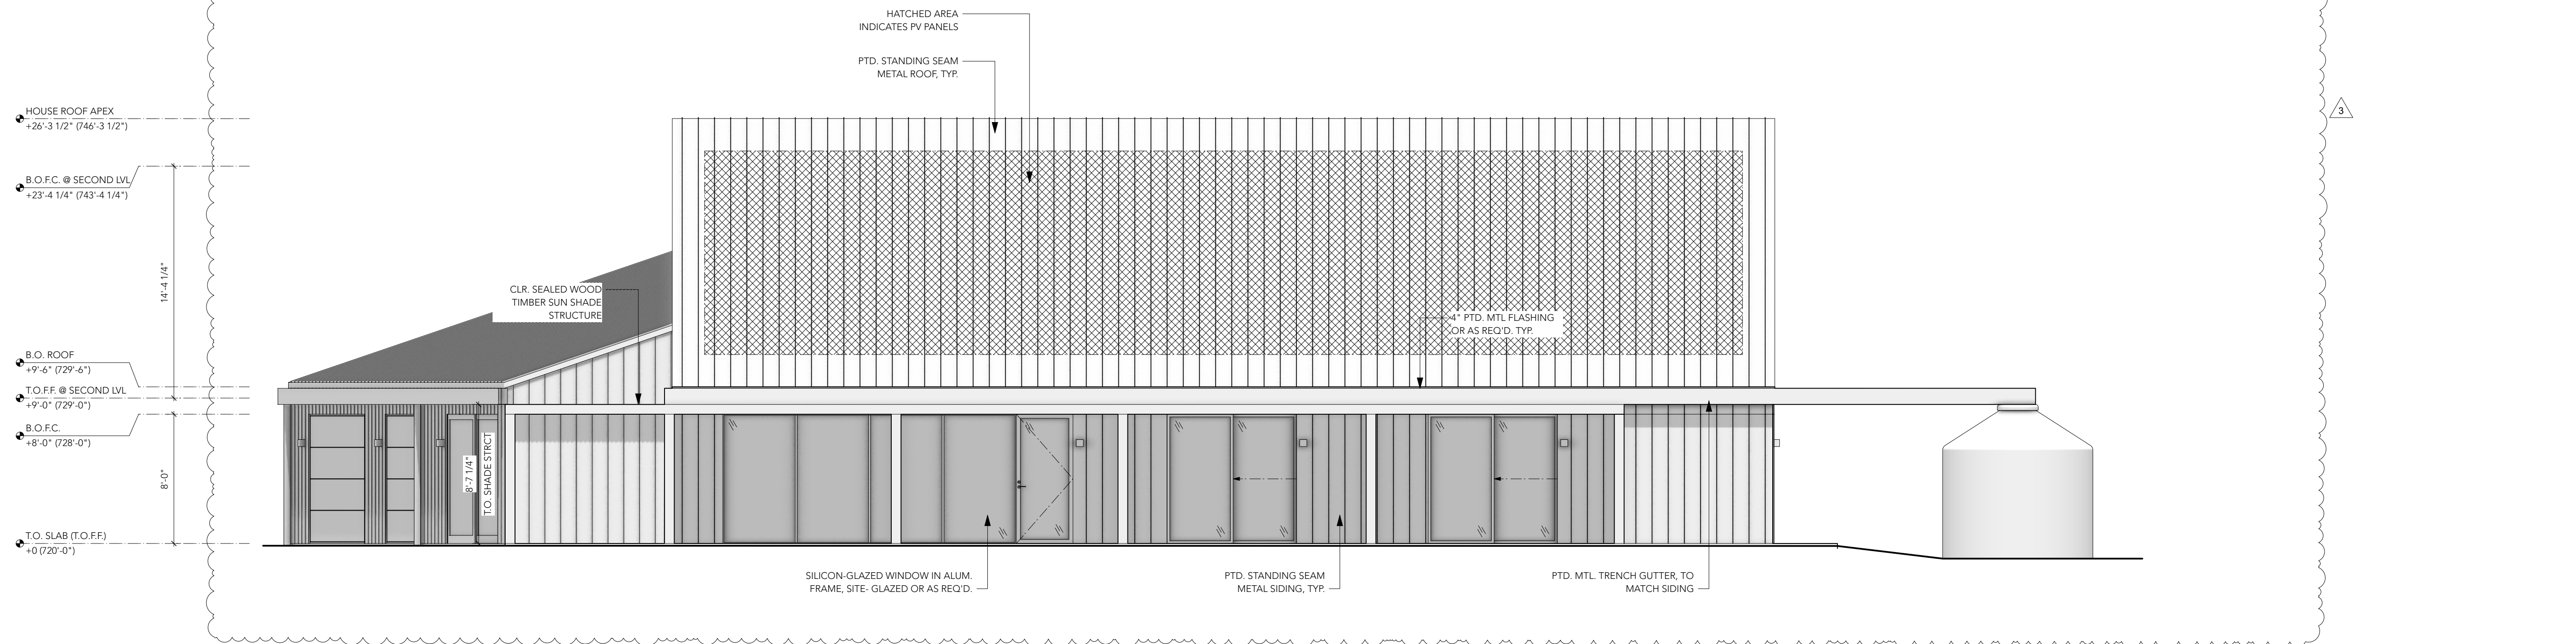 HATCHED AREA
INDICATES PV PANELS
PTD. STANDING SEAM
METAL ROOF, TYP.
HOUSE ROOF APEX
+26'-3 1/2" (746'-3 1/2")
3
B.O.F.C. @ SECOND LVL
+23'-4 1/4" (743'-4 1/4")
14'-4 1/4"
CLR. SEALED WOOD
TIMBER SUN SHADE
STRUCTURE
4" PTD. MTL FLASHING
OR AS REQ'D. TYP.
B.O. ROOF
+9'-6" (729'-6")
T.O.F.F. @ SECOND LVL
+9'-0" (729'-0")
B.O.F.C.
+8'-0" (728'-0")
8'-0"
8'-7 1/4"
T.O. SHADE STRCT
T.O. SLAB (T.O.F.F.)
+0 (720'-0")
SILICON-GLAZED WINDOW IN ALUM.
FRAME, SITE- GLAZED OR AS REQ'D.
PTD. STANDING SEAM
METAL SIDING, TYP.
PTD. MTL. TRENCH GUTTER, TO
MATCH SIDING